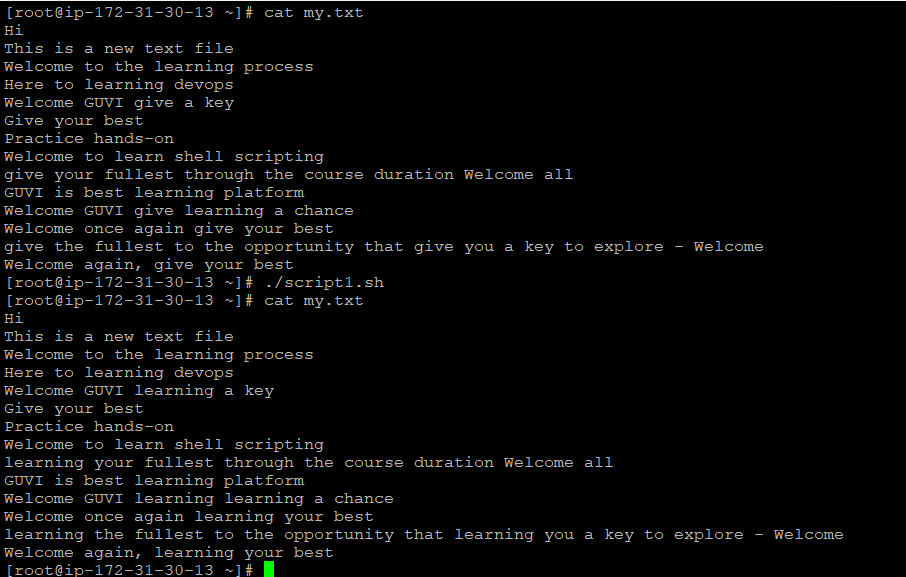 [root@ip-172-31-30-13 ~]# cat my.txt
Hi
This is a new text file
Welcome to the learning process
Here to learning devops
Welcome GUVI give a key
Give your best
Practice hands-on
Welcome to learn shell scripting
give your fullest through the course duration Welcome all
GUVI is best learning platform
Welcome GUVI give learning a chance
Welcome once again give your best
give the fullest to the opportunity that give you a key to explore - Welcome
Welcome again, give your best
[root@ip-172-31-30-13 ~]# ./script1.sh
[root@ip-172-31-30-13 ~]# cat my.txt
Hi
This is a new text file
Welcome to the learning process
Here to learning devops
Welcome GUVI learning a key
Give your best
Practice hands-on
Welcome to learn shell scripting
learning your fullest through the course duration Welcome all
GUVI is best learning platform
Welcome GUVI learning learning a chance
Welcome once again learning your best
learning the fullest to the opportunity that learning you a key to explore - Welcome
Welcome again, learning your best
[root@ip-172-31-30-13 ~]#